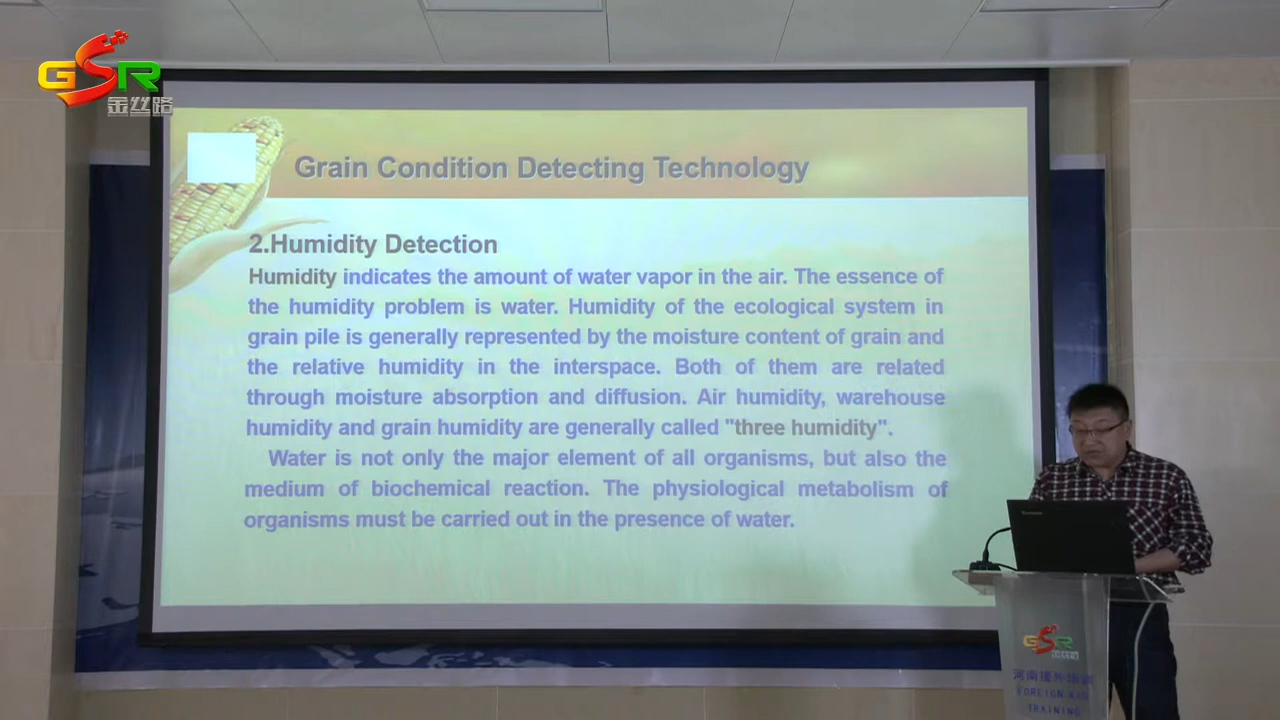 GSR
金丝路
Grain Condition Detecting Technology
2.Humidity Detection
Humidity indicates the amount of water vapor in the air. The essence of
the humidity problem is water. Humidity of the ecological system in
grain pile is generally represented by the moisture content of grain and
the relative humidity in the interspace. Both of them are related
through moisture absorption and diffusion. Air humidity, warehouse
humidity and grain humidity are generally called "three humidity".
Water is not only the major element of all organisms, but also the
medium of biochemical reaction. The physiological metabolism of
organisms must be carried out in the presence of water.
GSR
河南援外培训
FOREIGN AID
TRAINING